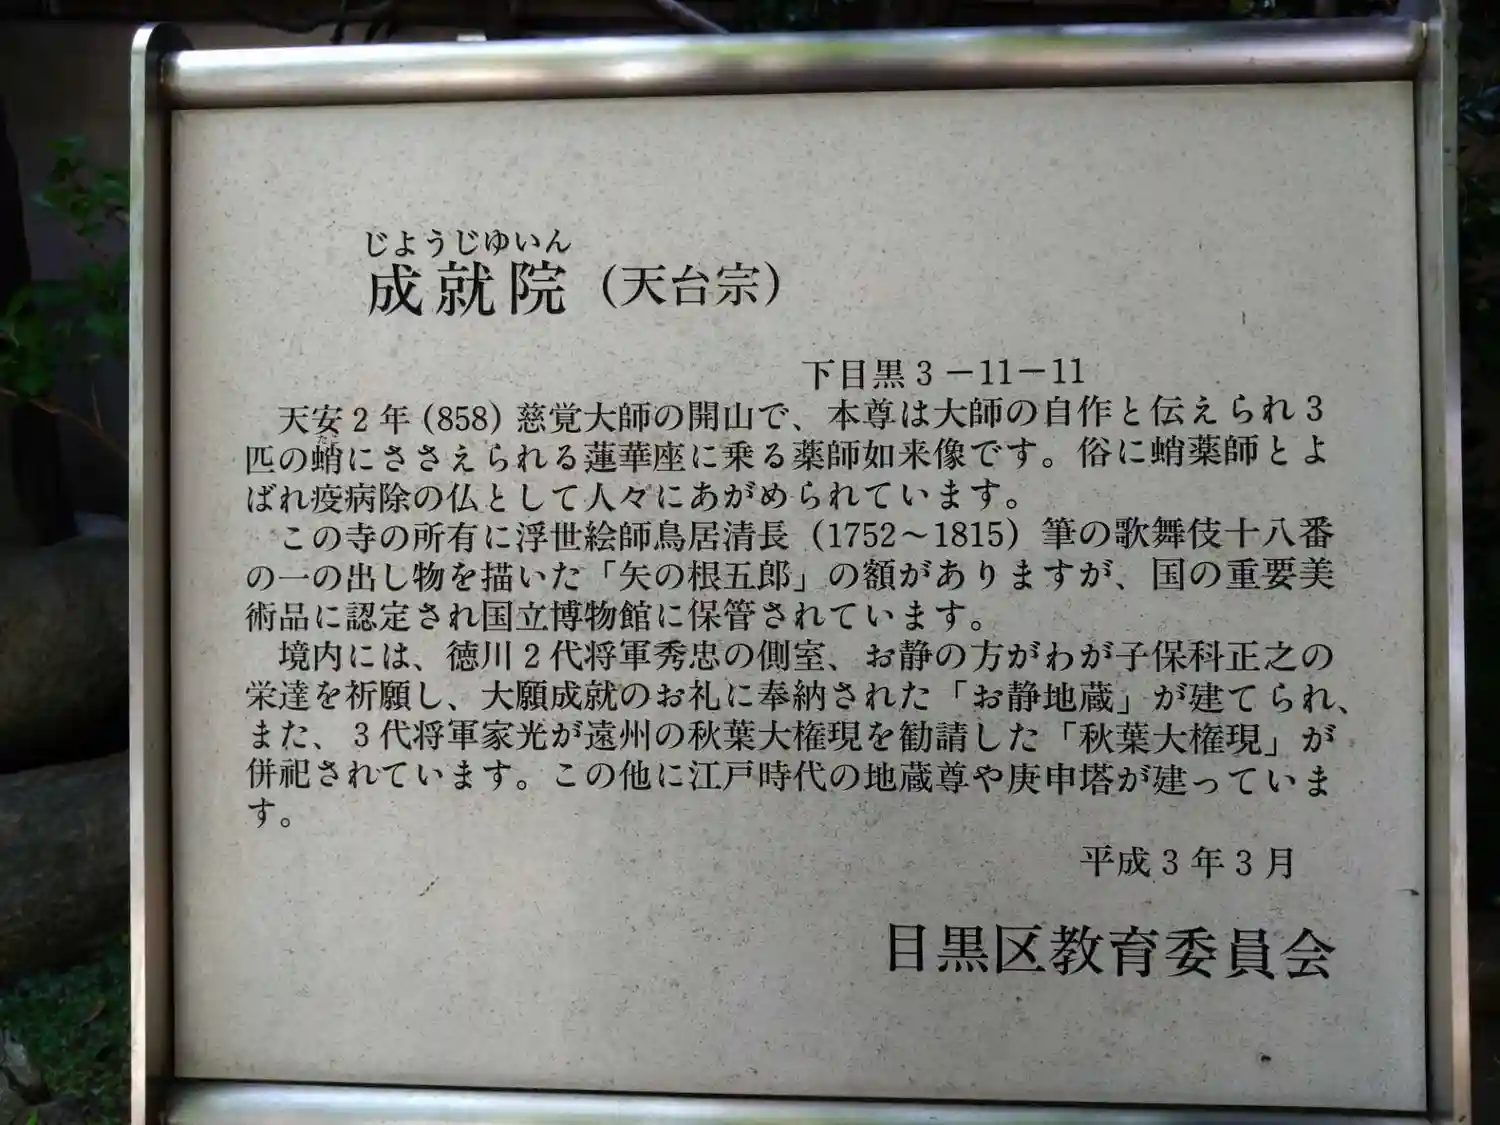 じようじゆいん
成就院 (天台宗)
下目黒3-11-11
天安2年(858) 慈覚大師の開山で、本尊は大師の自作と伝えられ3
たこ
匹の蛸にささえられる蓮華座に乗る薬師如来像です。俗に蛸薬師とよ
ばれ疫病除の仏として人々にあがめられています。
この寺の所有に浮世絵師鳥居清長(1752～1815)筆の歌舞伎十八番
の一の出し物を描いた「矢の根五郎」の額がありますが、国の重要美
術品に認定され国立博物館に保管されています。
境内には、徳川2代将軍秀忠の側室、お静の方がわが子保科正之の
栄達を祈願し、大願成就のお礼に奉納された「お静地蔵」が建てられ、
また、3代将軍家光が遠州の秋葉大権現を勧請した「秋葉大権現」が
併祀されています。この他に江戸時代の地蔵尊や庚申塔が建っていま
す。
平成3年3月
目黒区教育委員会